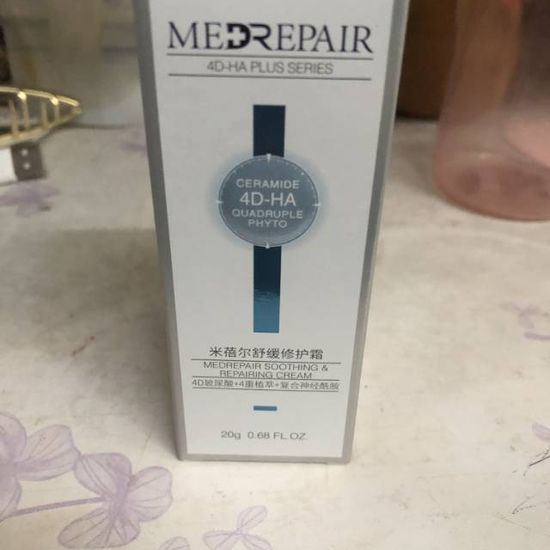 MEDREPAIR
4D-HA PLUS SERIES
CERAMIDE
4D-HA
QUADRUPLE
PHYTO
米蓓尔舒缓修护霜
MEDREPAIR SOOTHING &
REPAIRING CREAM
4D玻尿酸+4重植萃+复合神经酰胺
20g 0.68 FL.OZ.